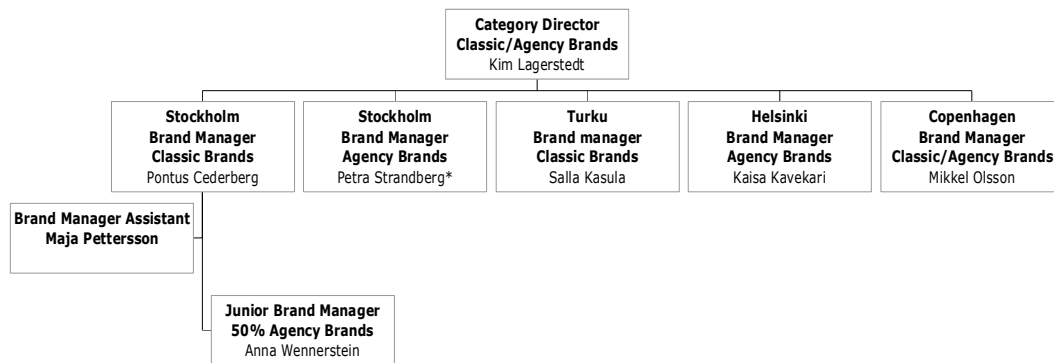 Category Director
Classic/Agency Brands
Kim Lagerstedt
Stockholm
Brand Manager
Classic Brands
Pontus Cederberg
Stockholm
Brand Manager
Agency Brands
Petra Strandberg*
Turku
Brand manager
Classic Brands
Salla Kasula
Helsinki
Brand Manager
Agency Brands
Kaisa Kavekari
Copenhagen
Brand Manager
Classic/Agency Brands
Mikkel Olsson
Brand Manager Assistant
Maja Pettersson
Junior Brand Manager
50% Agency Brands
Anna Wennerstein